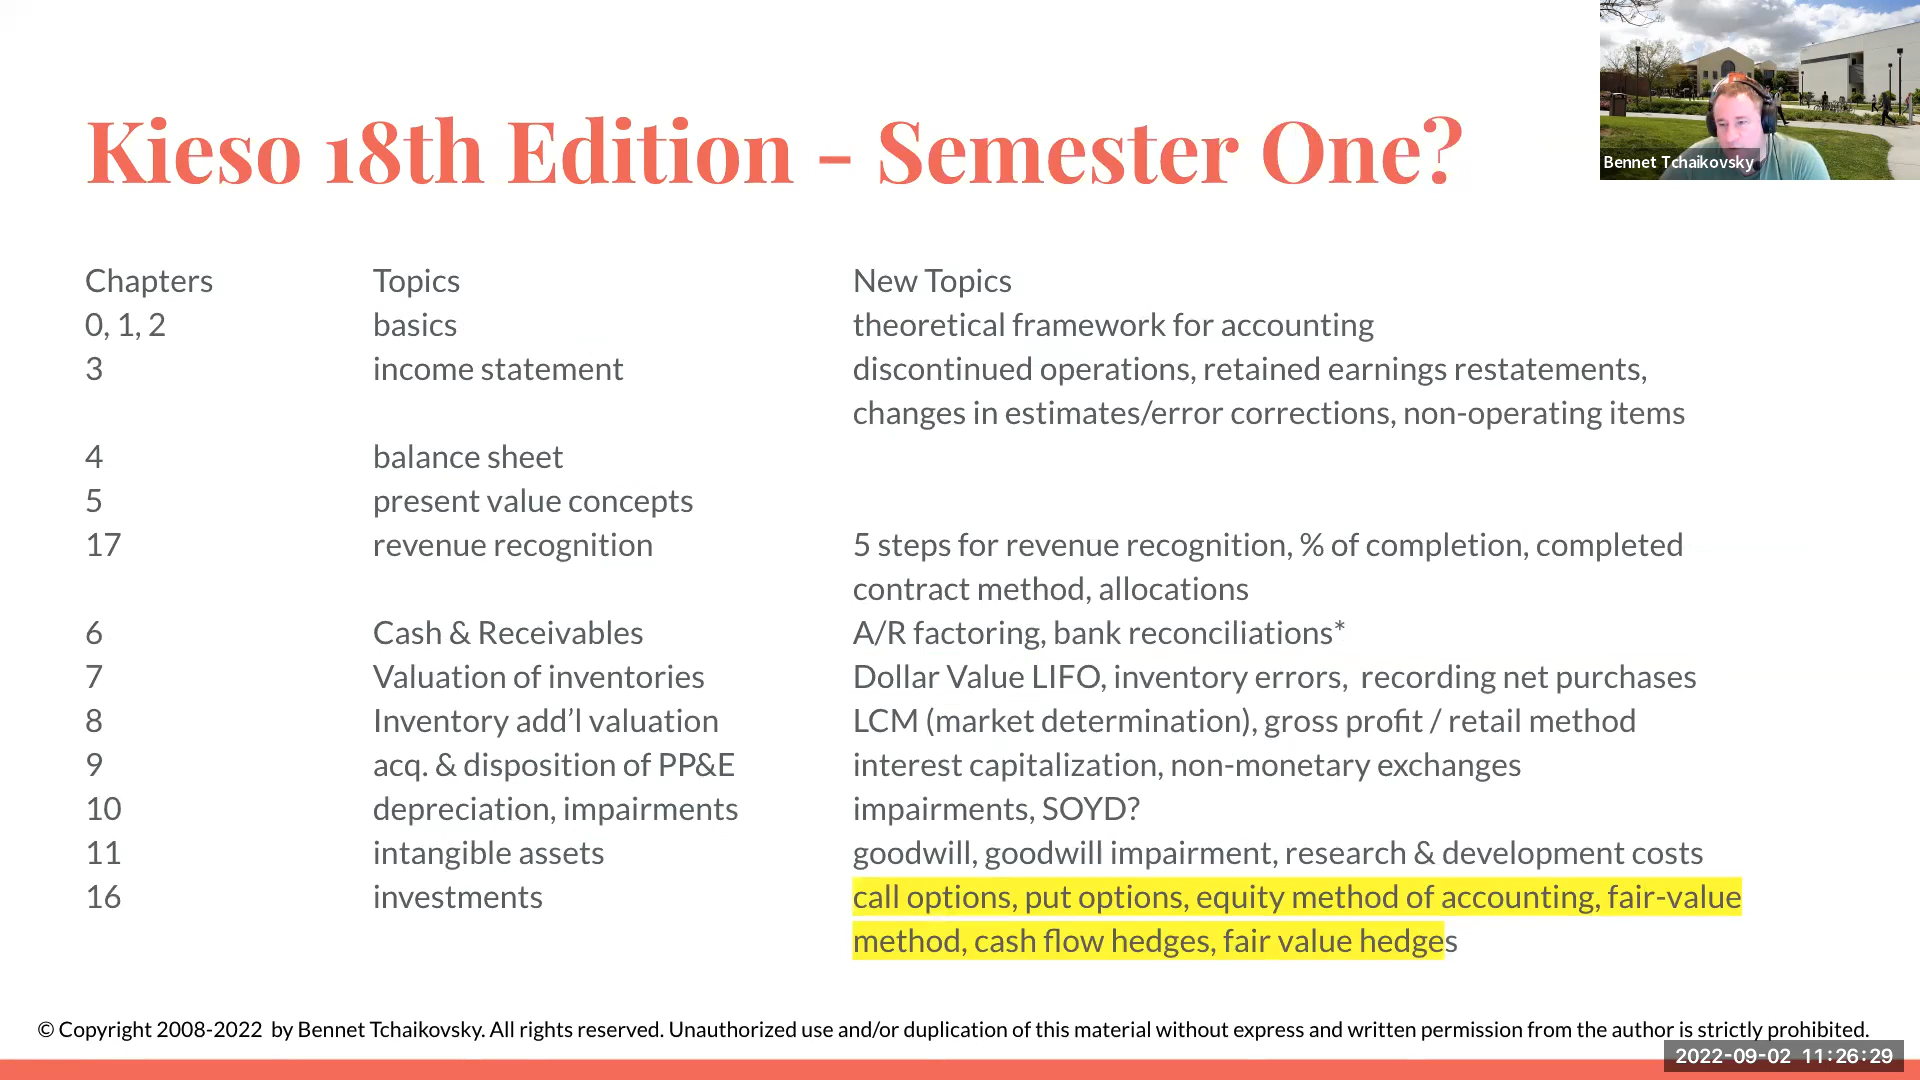 Kieso 18th Edition - Semester One?
Bennet Tchaikovsky
Chapters Topics New Topics
0, 1, 2 basics theoretical framework for accounting
3 income statement discontinued operations, retained earnings restatements,
changes in estimates/error corrections, non-operating items
4 balance sheet
5 present value concepts
17 revenue recognition 5 steps for revenue recognition, % of completion, completed
contract method, allocations
6 Cash & Receivables A/R factoring, bank reconciliations*
7 Valuation of inventories Dollar Value LIFO, inventory errors, recording net purchases
8 Inventory add’l valuation LCM (market determination), gross profit / retail method
9 acq. & disposition of PP&E interest capitalization, non-monetary exchanges
10 depreciation, impairments impairments, SOYD?
11 intangible assets goodwill, goodwill impairment, research & development costs
16 investments call options, put options, equity method of accounting, fair-value
method, cash flow hedges, fair value hedges
© Copyright 2008-2022 by Bennet Tchaikovsky. All rights reserved. Unauthorized use and/or duplication of this material without express and written permission from the author is strictly prohibited.
2022-09-02 11:26:29